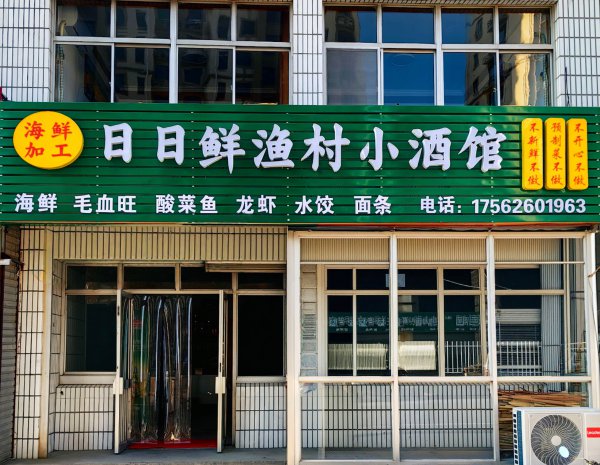 海鲜
加工
日日鲜渔村小酒馆
不新鲜不做
预制菜不做
不开心不做
海鲜 毛血旺 酸菜鱼 龙虾 水饺 面条 电话：17562601963